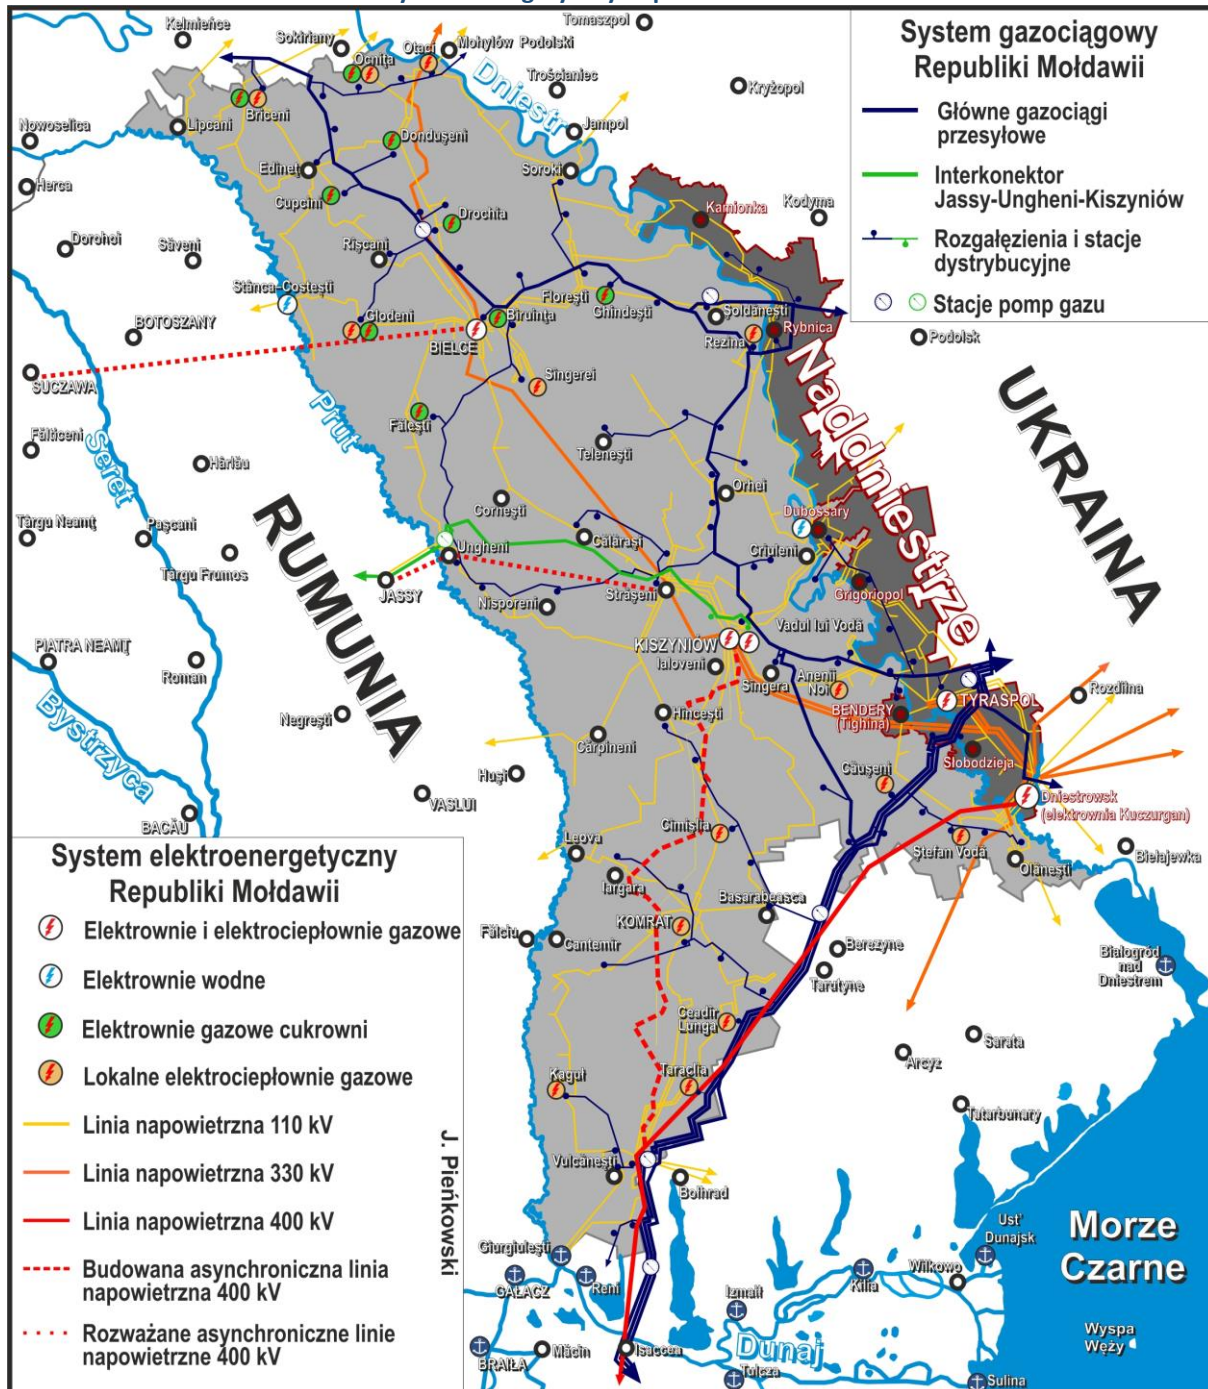 System gazociągowy
Republiki Mołdawii
Główne gazociągi
przesyłowe
Interkonektor
Jassy-Ungheni-Kiszyniów
Rozgałęzienia i stacje
dystrybucyjne
Stacje pomp gazu
Kelmieńce
Sokiriany
Ocnița
Otaci
Mohylów Podolski
Tomaszpol
Trościaniec
Kryżopol
Dniestr
Jampol
Nowoselica
Lipcani
Briceni
Dondușeni
Edineț
Soroki
Herca
Cupcini
Kamionka
Kodyma
Drochia
Dorohoi
Săveni
Rîșcani
Stânca-Costești
Florești
Ghindești
Șoldănești
BOTOSZANY
Glodeni
Biruința
BIELCE
Rezina
Rybnica
Podolsk
SUCZAWA
Singerei
Naddniestrze
UKRAINA
Prut
Fălești
Fălticeni
Seret
Hârlău
Telenești
Orhei
RUMUNIA
Cornești
Dubossary
Târgu Neamț
Pașcani
Călărași
Criuleni
Târgu Frumos
Ungheni
JASSY
Nisporeni
Strășeni
Grigoriopol
Vadul lui Vodă
KISZYNIÓW
PIATRA NEAMȚ
Roman
Ialoveni
Singera
Anenii
Noi
TYRASPOL
Rozdilna
Negrești
Hîncești
BENDERY
(Tighina)
Bystrzyca
Cărpineni
Słobodzieja
Huși
Căușeni
VASLUI
Dniestrowsk
(elektrownia Kuczurgan)
BACĂU
Cimișlia
Leova
Ștefan Vodă
Olănești
Bielajewka
Iargara
Basarabeasca
KOMRAT
Fălciu
Cantemir
Berezyne
Tarutyne
Białogród
nad
Dniestrem
Ceadîr
Lunga
Sarata
Arcyz
Kaguł
Taraclia
Tatarbunary
Vulcănești
Bolhrad
Giurgiulești
GAŁACZ
Reni
Izmaił
Kilia
Wilkowo
Ust'
Dunajsk
Morze
Czarne
BRAIŁA
Măcin
Isaccea
Dunaj
Tulcza
Sulina
Wyspa
Węży
System elektroenergetyczny
Republiki Mołdawii
Elektrownie i elektrociepłownie gazowe
Elektrownie wodne
Elektrownie gazowe cukrowni
Lokalne elektrociepłownie gazowe
Linia napowietrzna 110 kV
Linia napowietrzna 330 kV
Linia napowietrzna 400 kV
Budowana asynchroniczna linia
napowietrzna 400 kV
Rozważane asynchroniczne linie
napowietrzne 400 kV
J. Pieńkowski